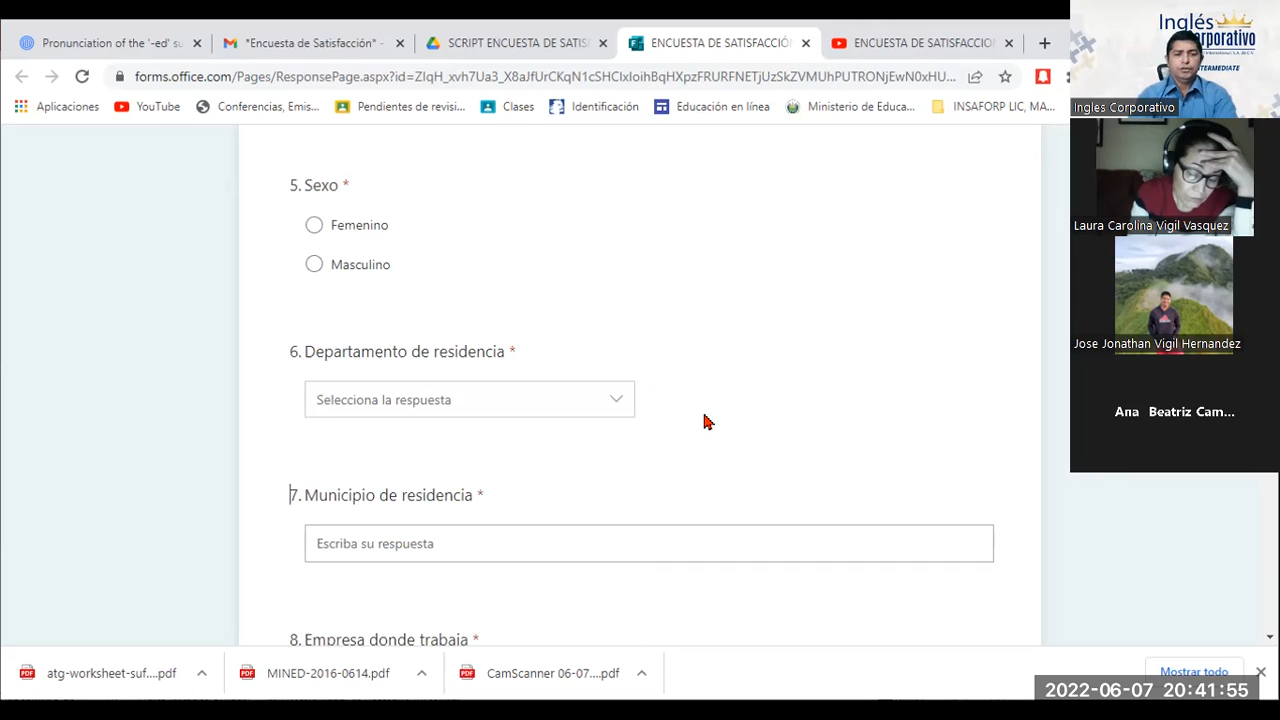 Pronunciation of the '-ed' su
*Encuesta de Satisfacción -
SCRIPT ENCUESTA DE SATIS
ENCUESTA DE SATISFACCIÓN
ENCUESTA DE SATISFACCION
forms.office.com/Pages/ResponsePage.aspx?id=
Aplicaciones
YouTube
Conferencias, Emis...
Pendientes de revisi...
Clases
Identificación
Educación en línea
Ministerio de Educa...
INSAFORP LIC, MA...
5. Sexo *
Femenino
Masculino
6. Departamento de residencia *
Selecciona la respuesta
7. Municipio de residencia *
Escriba su respuesta
8. Empresa donde trabaja *
atg-worksheet-suf....pdf
MINED-2016-0614.pdf
CamScanner 06-07....pdf
Mostrar todo
Inglés
International, S.A. de C.V.
Ingles Corporativo
Laura Carolina Vigil Vasquez
Jose Jonathan Vigil Hernandez
Ana Beatriz Cam...
2022-06-07 20:41:55